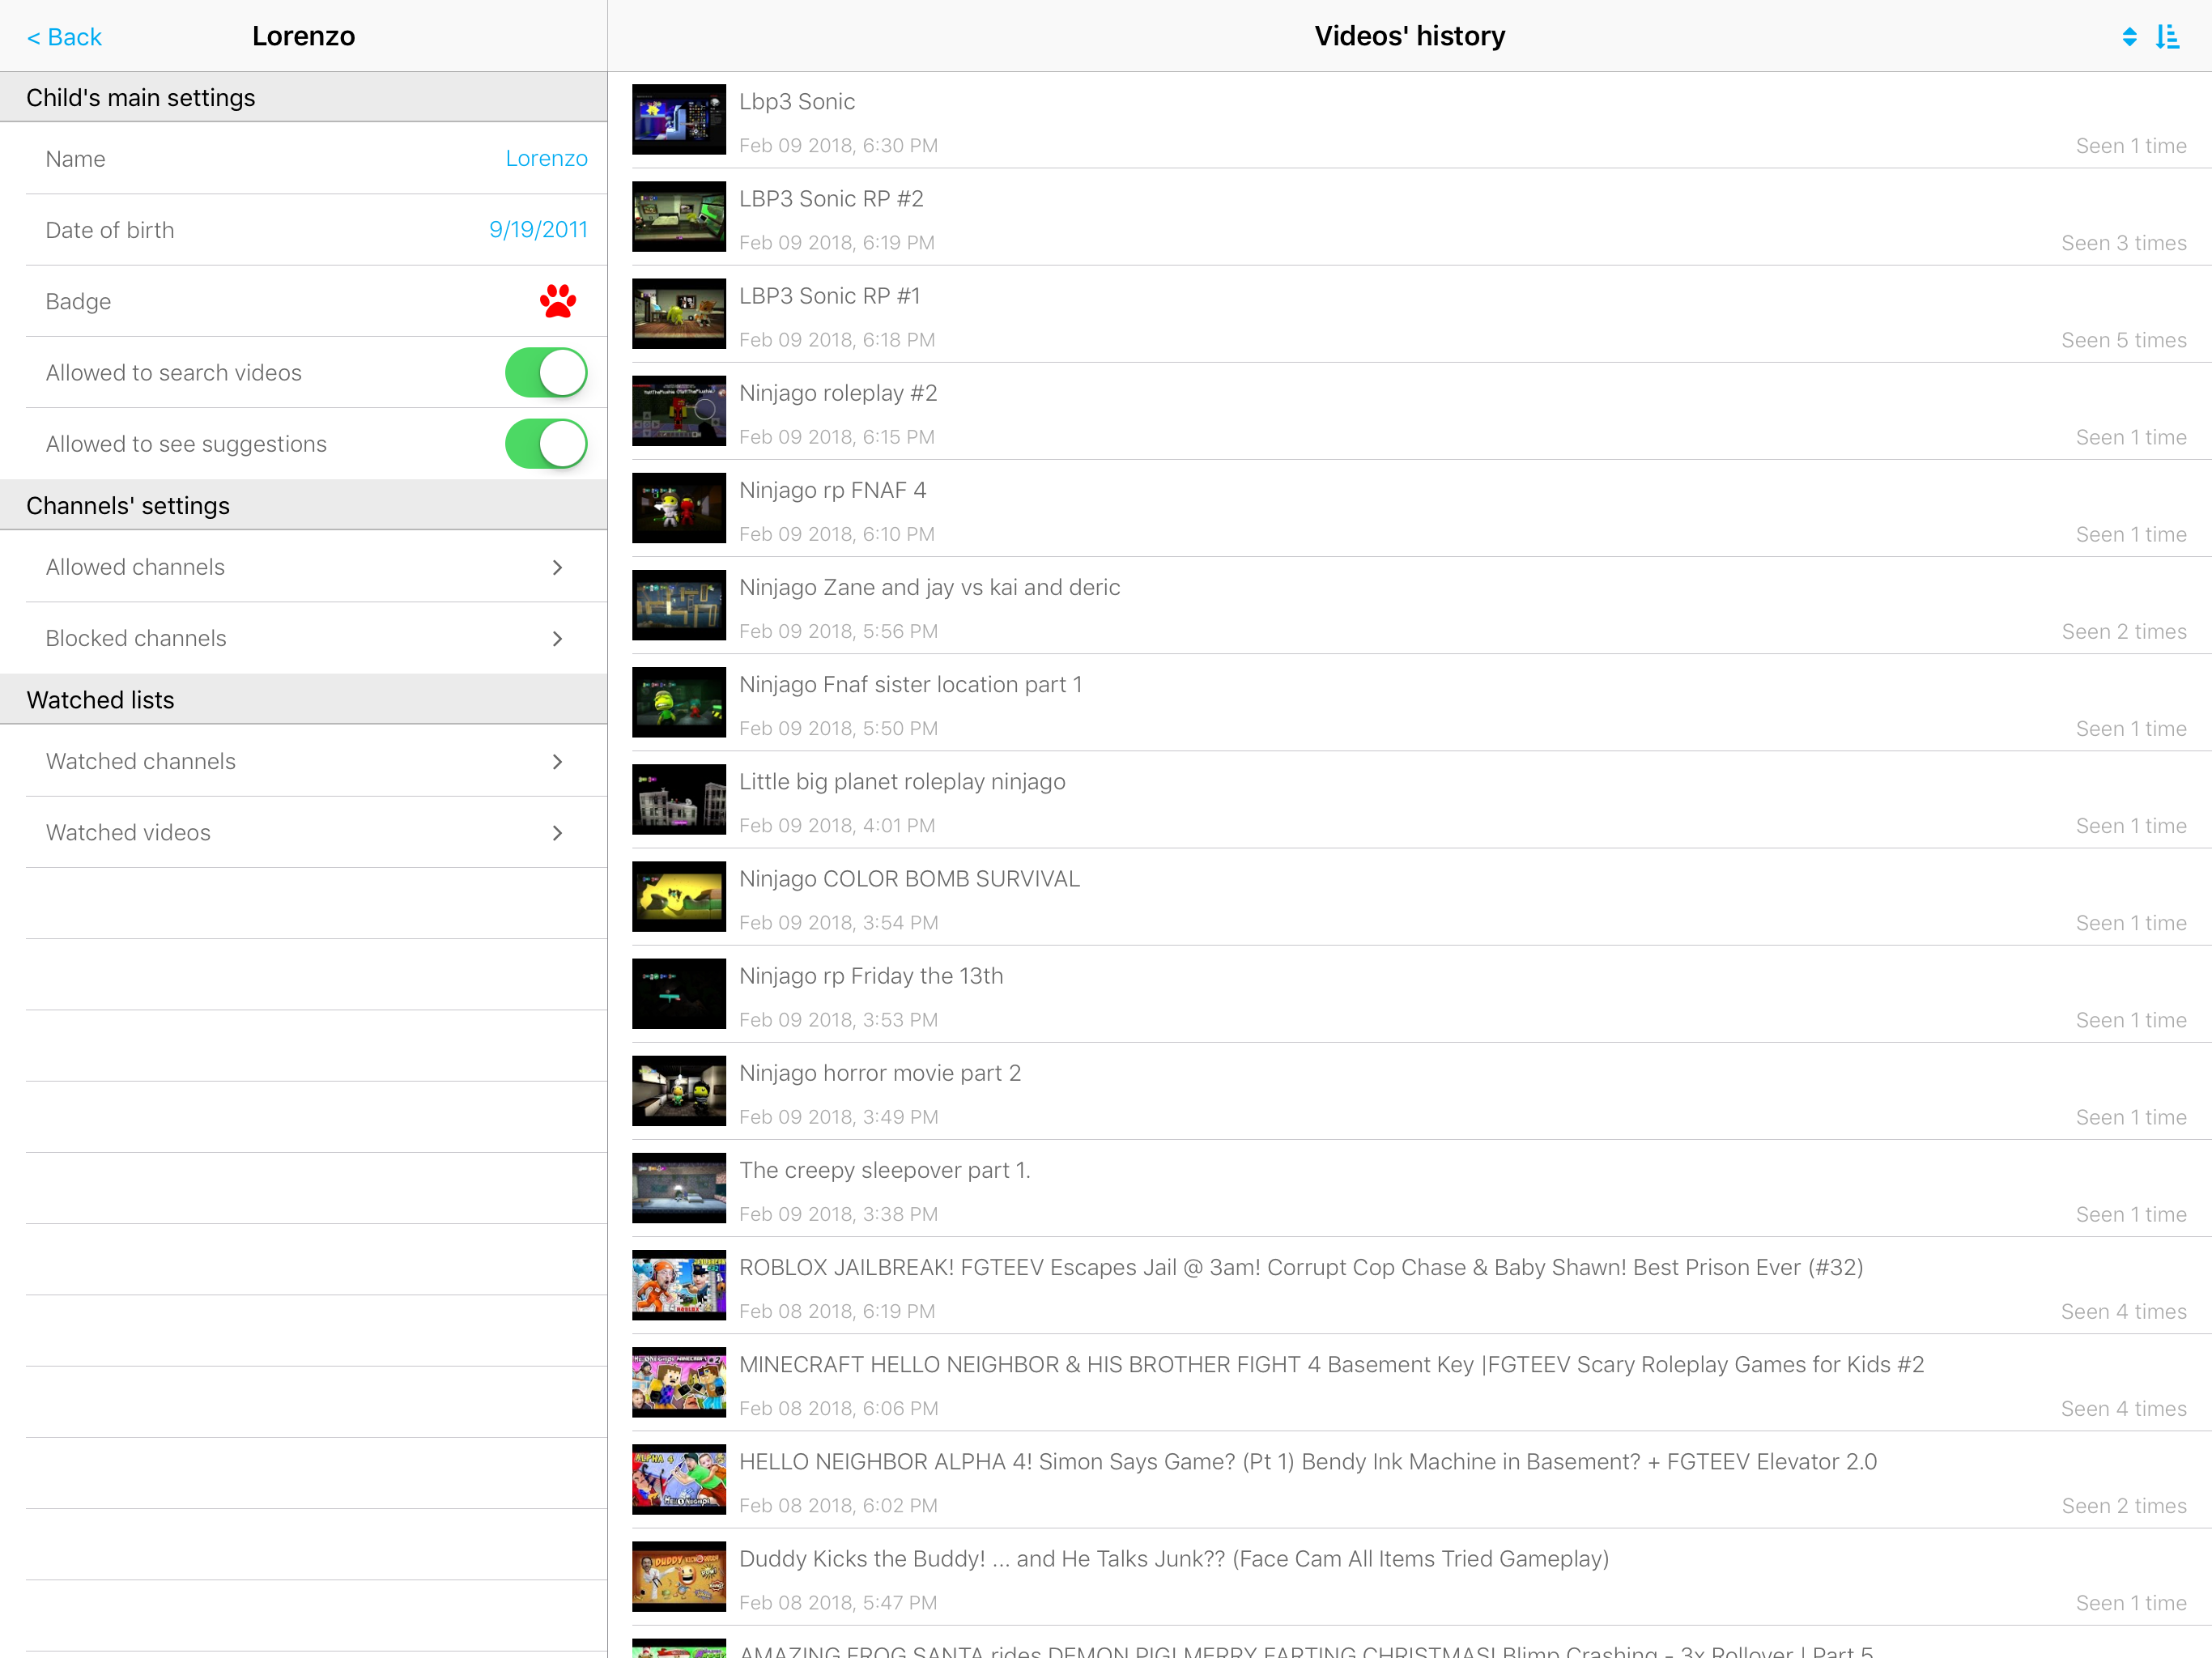 < Back
Lorenzo
Child's main settings
Name
Lorenzo
Date of birth
9/19/2011
Badge
Allowed to search videos
Allowed to see suggestions
Channels' settings
Allowed channels
Blocked channels
Watched lists
Watched channels
Watched videos
Videos' history
Lbp3 Sonic
Feb 09 2018, 6:30 PM
Seen 1 time
LBP3 Sonic RP #2
Feb 09 2018, 6:19 PM
Seen 3 times
LBP3 Sonic RP #1
Feb 09 2018, 6:18 PM
Seen 5 times
Ninjago roleplay #2
Feb 09 2018, 6:15 PM
Seen 1 time
Ninjago rp FNAF 4
Feb 09 2018, 6:10 PM
Seen 1 time
Ninjago Zane and jay vs kai and deric
Feb 09 2018, 5:56 PM
Seen 2 times
Ninjago Fnaf sister location part 1
Feb 09 2018, 5:50 PM
Seen 1 time
Little big planet roleplay ninjago
Feb 09 2018, 4:01 PM
Seen 1 time
Ninjago COLOR BOMB SURVIVAL
Feb 09 2018, 3:54 PM
Seen 1 time
Ninjago rp Friday the 13th
Feb 09 2018, 3:53 PM
Seen 1 time
Ninjago horror movie part 2
Feb 09 2018, 3:49 PM
Seen 1 time
The creepy sleepover part 1.
Feb 09 2018, 3:38 PM
Seen 1 time
ROBLOX JAILBREAK! FGTEEV Escapes Jail @ 3am! Corrupt Cop Chase & Baby Shawn! Best Prison Ever (#32)
Feb 08 2018, 6:19 PM
Seen 4 times
MINECRAFT HELLO NEIGHBOR & HIS BROTHER FIGHT 4 Basement Key |FGTEEV Scary Roleplay Games for Kids #2
Feb 08 2018, 6:06 PM
Seen 4 times
ALPHA 4
HELLO NEIGHBOR ALPHA 4! Simon Says Game? (Pt 1) Bendy Ink Machine in Basement? + FGTEEV Elevator 2.0
Feb 08 2018, 6:02 PM
Seen 2 times
Duddy Kicks the Buddy! ... and He Talks Junk?? (Face Cam All Items Tried Gameplay)
Feb 08 2018, 5:47 PM
Seen 1 time
AMAZING FROG SANTA rides DEMON PIG! MERRY FARTING CHRISTMAS! Blimp Crashing - 3x Rollover | Part 5